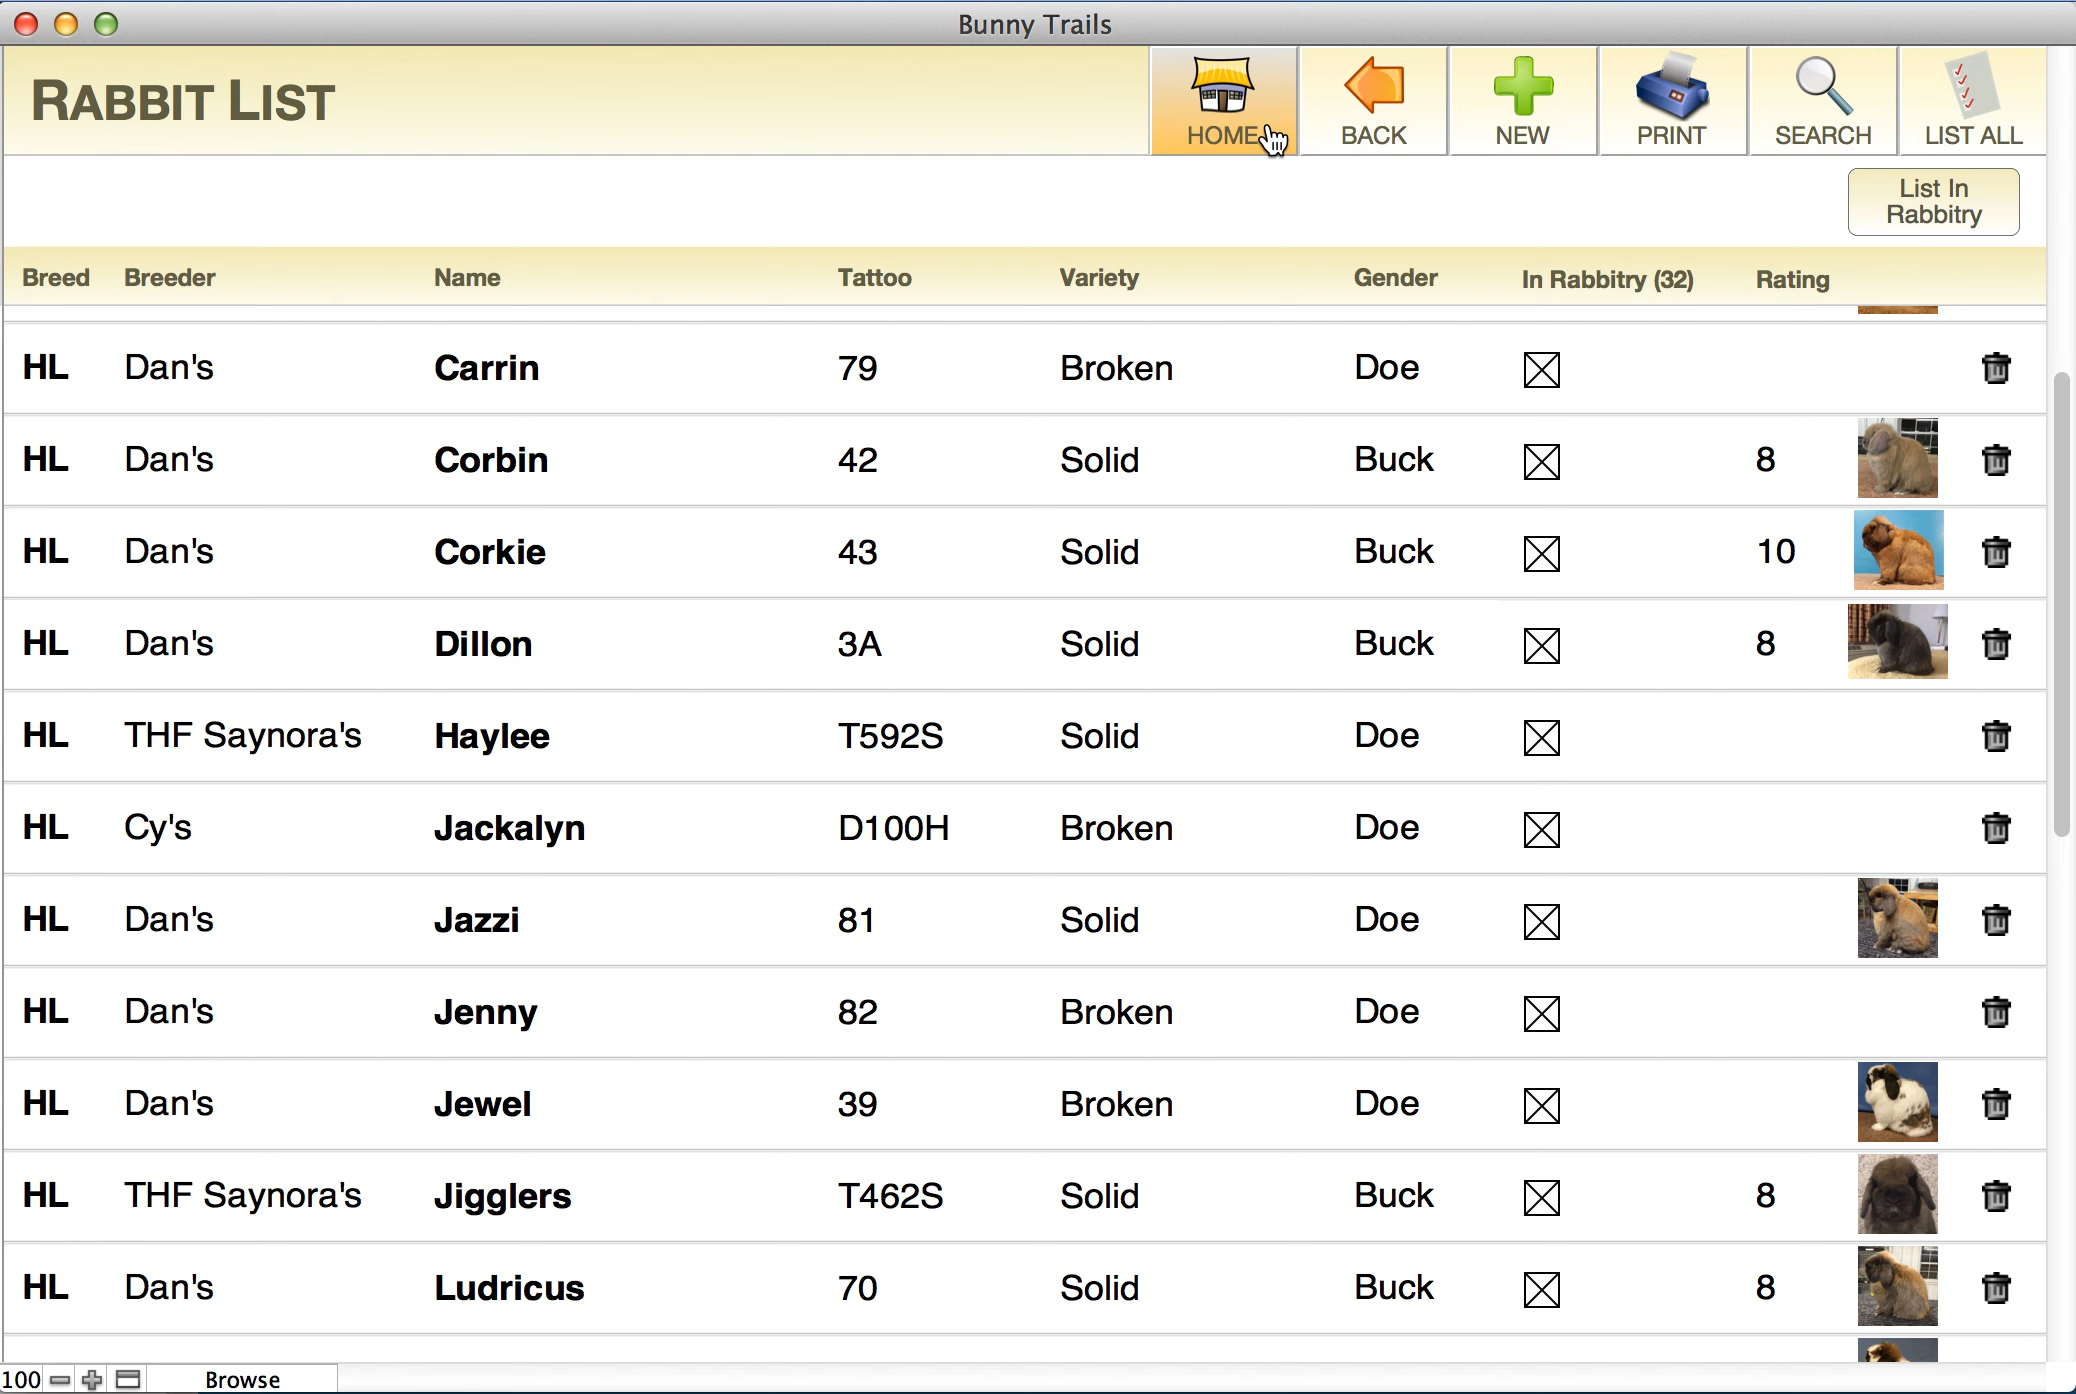 Bunny Trails
RABBIT LIST
HOME BACK NEW PRINT SEARCH LIST ALL
List In
Rabbitry
Breed Breeder Name Tattoo Variety Gender In Rabbitry (32) Rating
HL Dan's Carrin 79 Broken Doe
HL Dan's Corbin 42 Solid Buck 8
HL Dan's Corkie 43 Solid Buck 10
HL Dan's Dillon 3A Solid Buck 8
HL THF Saynora's Haylee T592S Solid Doe
HL Cy's Jackalyn D100H Broken Doe
HL Dan's Jazzi 81 Solid Doe
HL Dan's Jenny 82 Broken Doe
HL Dan's Jewel 39 Broken Doe
HL THF Saynora's Jigglers T462S Solid Buck 8
HL Dan's Ludricus 70 Solid Buck 8
100 Browse